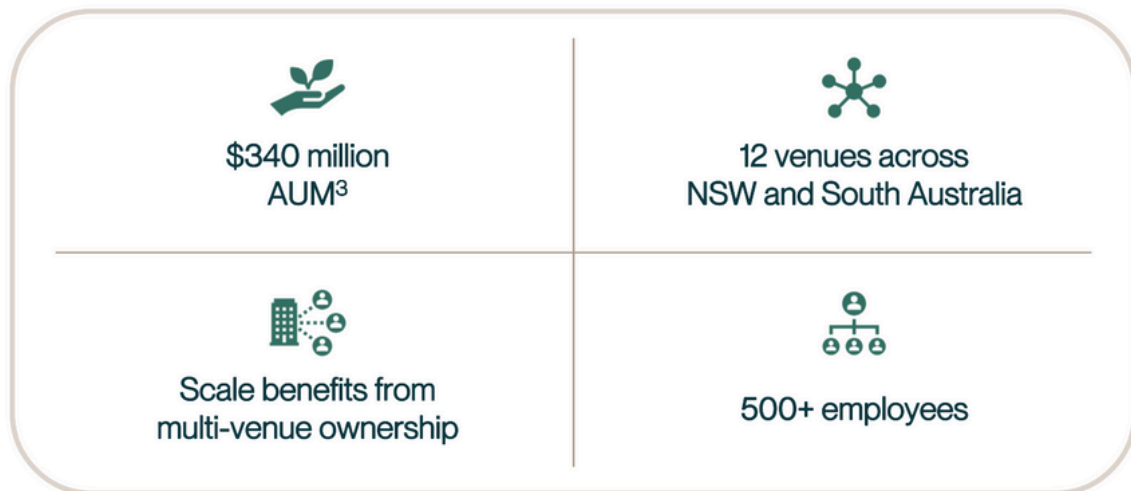 $340 million
AUM³
12 venues across
NSW and South Australia
Scale benefits from
multi-venue ownership
500+ employees